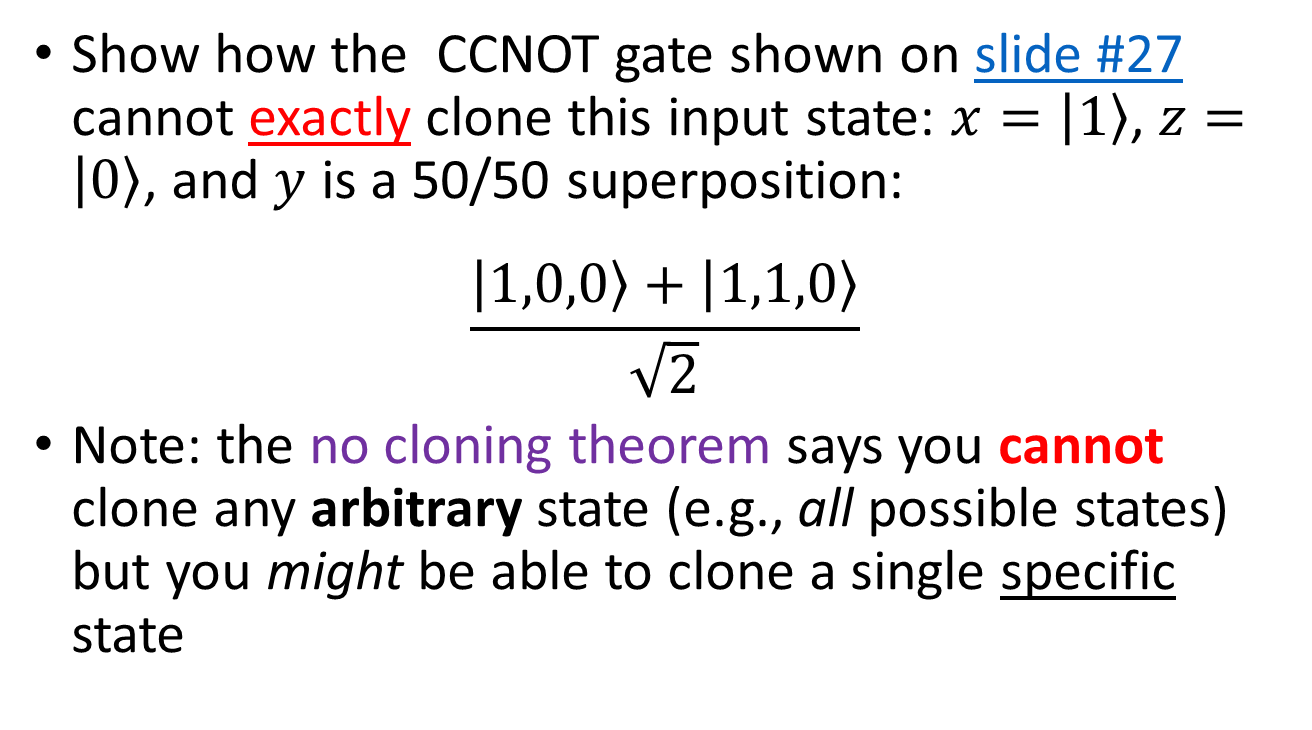 • Show how the  CCNOT gate shown on slide #27
cannot exactly clone this input state: 𝑥 = |1⟩, 𝑧 =
|0⟩, and 𝑦 is a 50/50 superposition:
|1,0,0⟩ + |1,1,0⟩
√2
• Note: the no cloning theorem says you cannot
clone any arbitrary state (e.g., all possible states)
but you might be able to clone a single specific
state